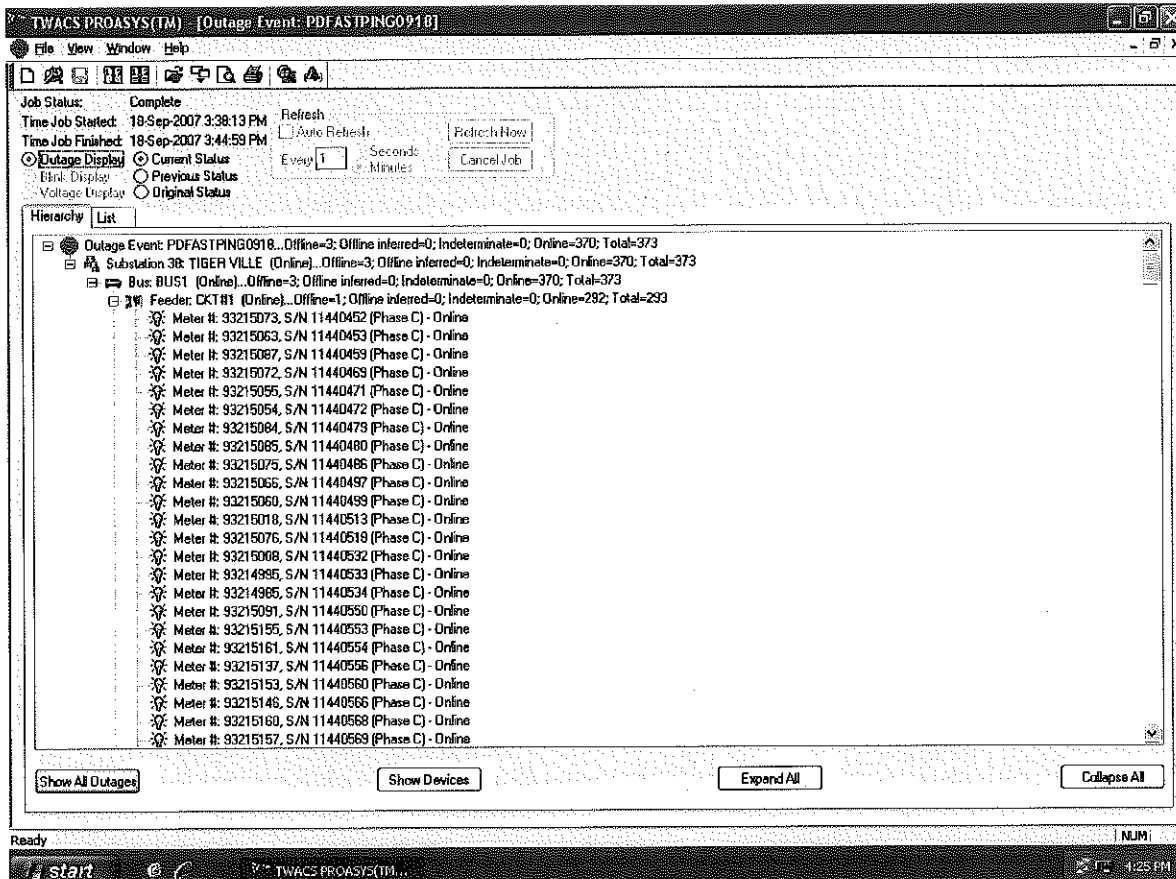 TWACS PROASYS(TM) - [Outage Event: PDFASTPING0918]
File View Window Help
Job Status: Complete
Time Job Started: 18-Sep-2007 3:38:13 PM
Time Job Finished: 18-Sep-2007 3:44:59 PM
Refresh
Auto Refresh
Every 1 Seconds Minutes
Refresh Now
Cancel Job
Outage Display Current Status
Blink Display Previous Status
Voltage Display Original Status
Hierarchy List
Outage Event: PDFASTPING0918...Offline=3; Offline inferred=0; Indeterminate=0; Online=370; Total=373
Substation 38: TIGER VILLE (Online)...Offline=3; Offline inferred=0; Indeterminate=0; Online=370; Total=373
Bus: BUS1 (Online)...Offline=3; Offline inferred=0; Indeterminate=0; Online=370; Total=373
Feeder: CKT#1 (Online)...Offline=1; Offline inferred=0; Indeterminate=0; Online=292; Total=293
Meter #: 93215073, S/N 11440452 (Phase C) - Online
Meter #: 93215063, S/N 11440453 (Phase C) - Online
Meter #: 93215087, S/N 11440459 (Phase C) - Online
Meter #: 93215072, S/N 11440469 (Phase C) - Online
Meter #: 93215055, S/N 11440471 (Phase C) - Online
Meter #: 93215054, S/N 11440472 (Phase C) - Online
Meter #: 93215084, S/N 11440479 (Phase C) - Online
Meter #: 93215085, S/N 11440480 (Phase C) - Online
Meter #: 93215075, S/N 11440486 (Phase C) - Online
Meter #: 93215066, S/N 11440497 (Phase C) - Online
Meter #: 93215060, S/N 11440499 (Phase C) - Online
Meter #: 93215018, S/N 11440513 (Phase C) - Online
Meter #: 93215076, S/N 11440519 (Phase C) - Online
Meter #: 93215008, S/N 11440532 (Phase C) - Online
Meter #: 93214995, S/N 11440533 (Phase C) - Online
Meter #: 93214985, S/N 11440534 (Phase C) - Online
Meter #: 93215091, S/N 11440550 (Phase C) - Online
Meter #: 93215155, S/N 11440553 (Phase C) - Online
Meter #: 93215161, S/N 11440554 (Phase C) - Online
Meter #: 93215137, S/N 11440556 (Phase C) - Online
Meter #: 93215153, S/N 11440560 (Phase C) - Online
Meter #: 93215146, S/N 11440566 (Phase C) - Online
Meter #: 93215160, S/N 11440568 (Phase C) - Online
Meter #: 93215157, S/N 11440569 (Phase C) - Online
Show All Outages Show Devices Expand All Collapse All
Ready NUM
start TWACS PROASYS(TM... 4:25 PM